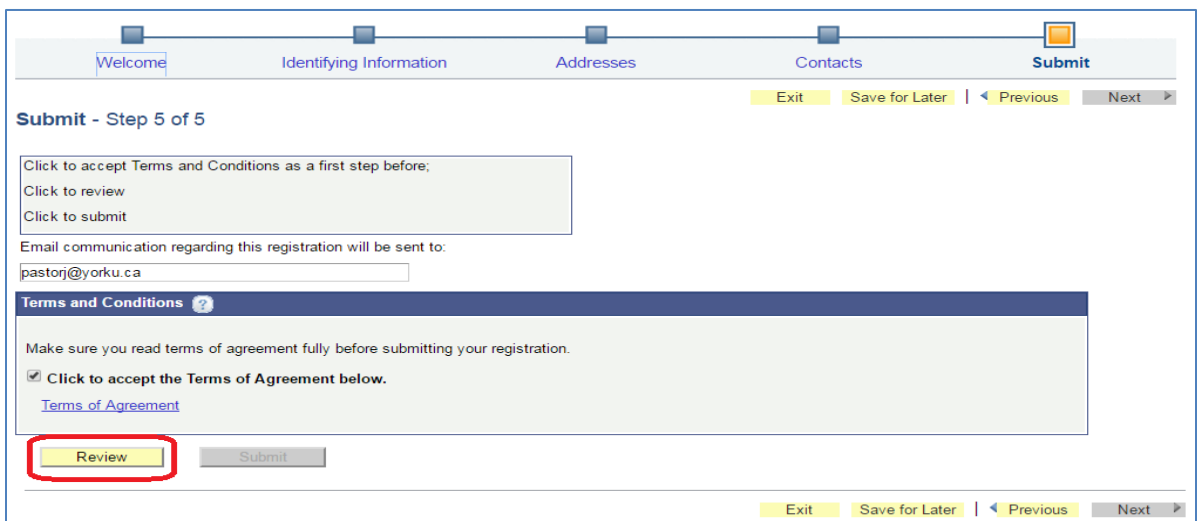 Welcome Identifying Information Addresses Contacts Submit
Exit Save for Later Previous Next
Submit - Step 5 of 5
Click to accept Terms and Conditions as a first step before;
Click to review
Click to submit
Email communication regarding this registration will be sent to:
pastorj@yorku.ca
Terms and Conditions ?
Make sure you read terms of agreement fully before submitting your registration.
Click to accept the Terms of Agreement below.
Terms of Agreement
Review Submit
Exit Save for Later Previous Next